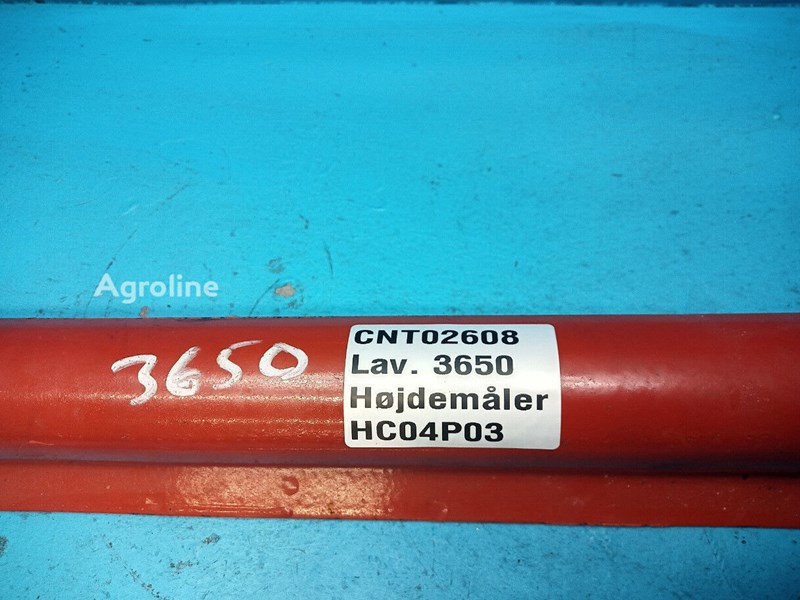 Agroline
3650
CNT02608
Lav. 3650
Højdemåler
HC04P03